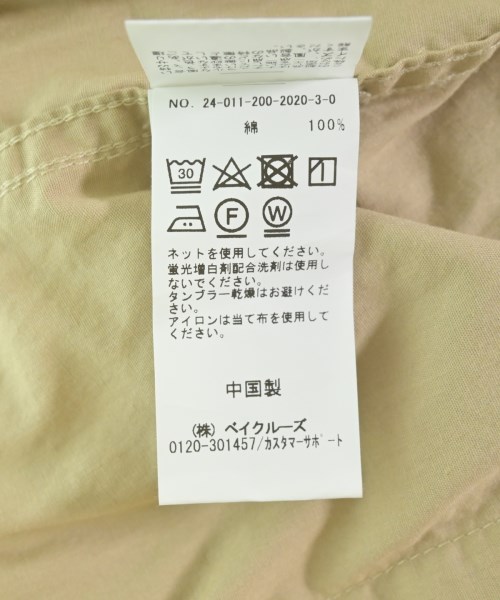 NO. 24-011-200-2020-3-0
綿 100%
30
F W
ネットを使用してください。
蛍光増白剤配合洗剤は使用し
ないでください。
タンブラー乾燥はお避けくだ
さい。
アイロンは当て布を使用して
ください。
中国製
(株) ベイクルーズ
0120-301457/カスタマーサポート